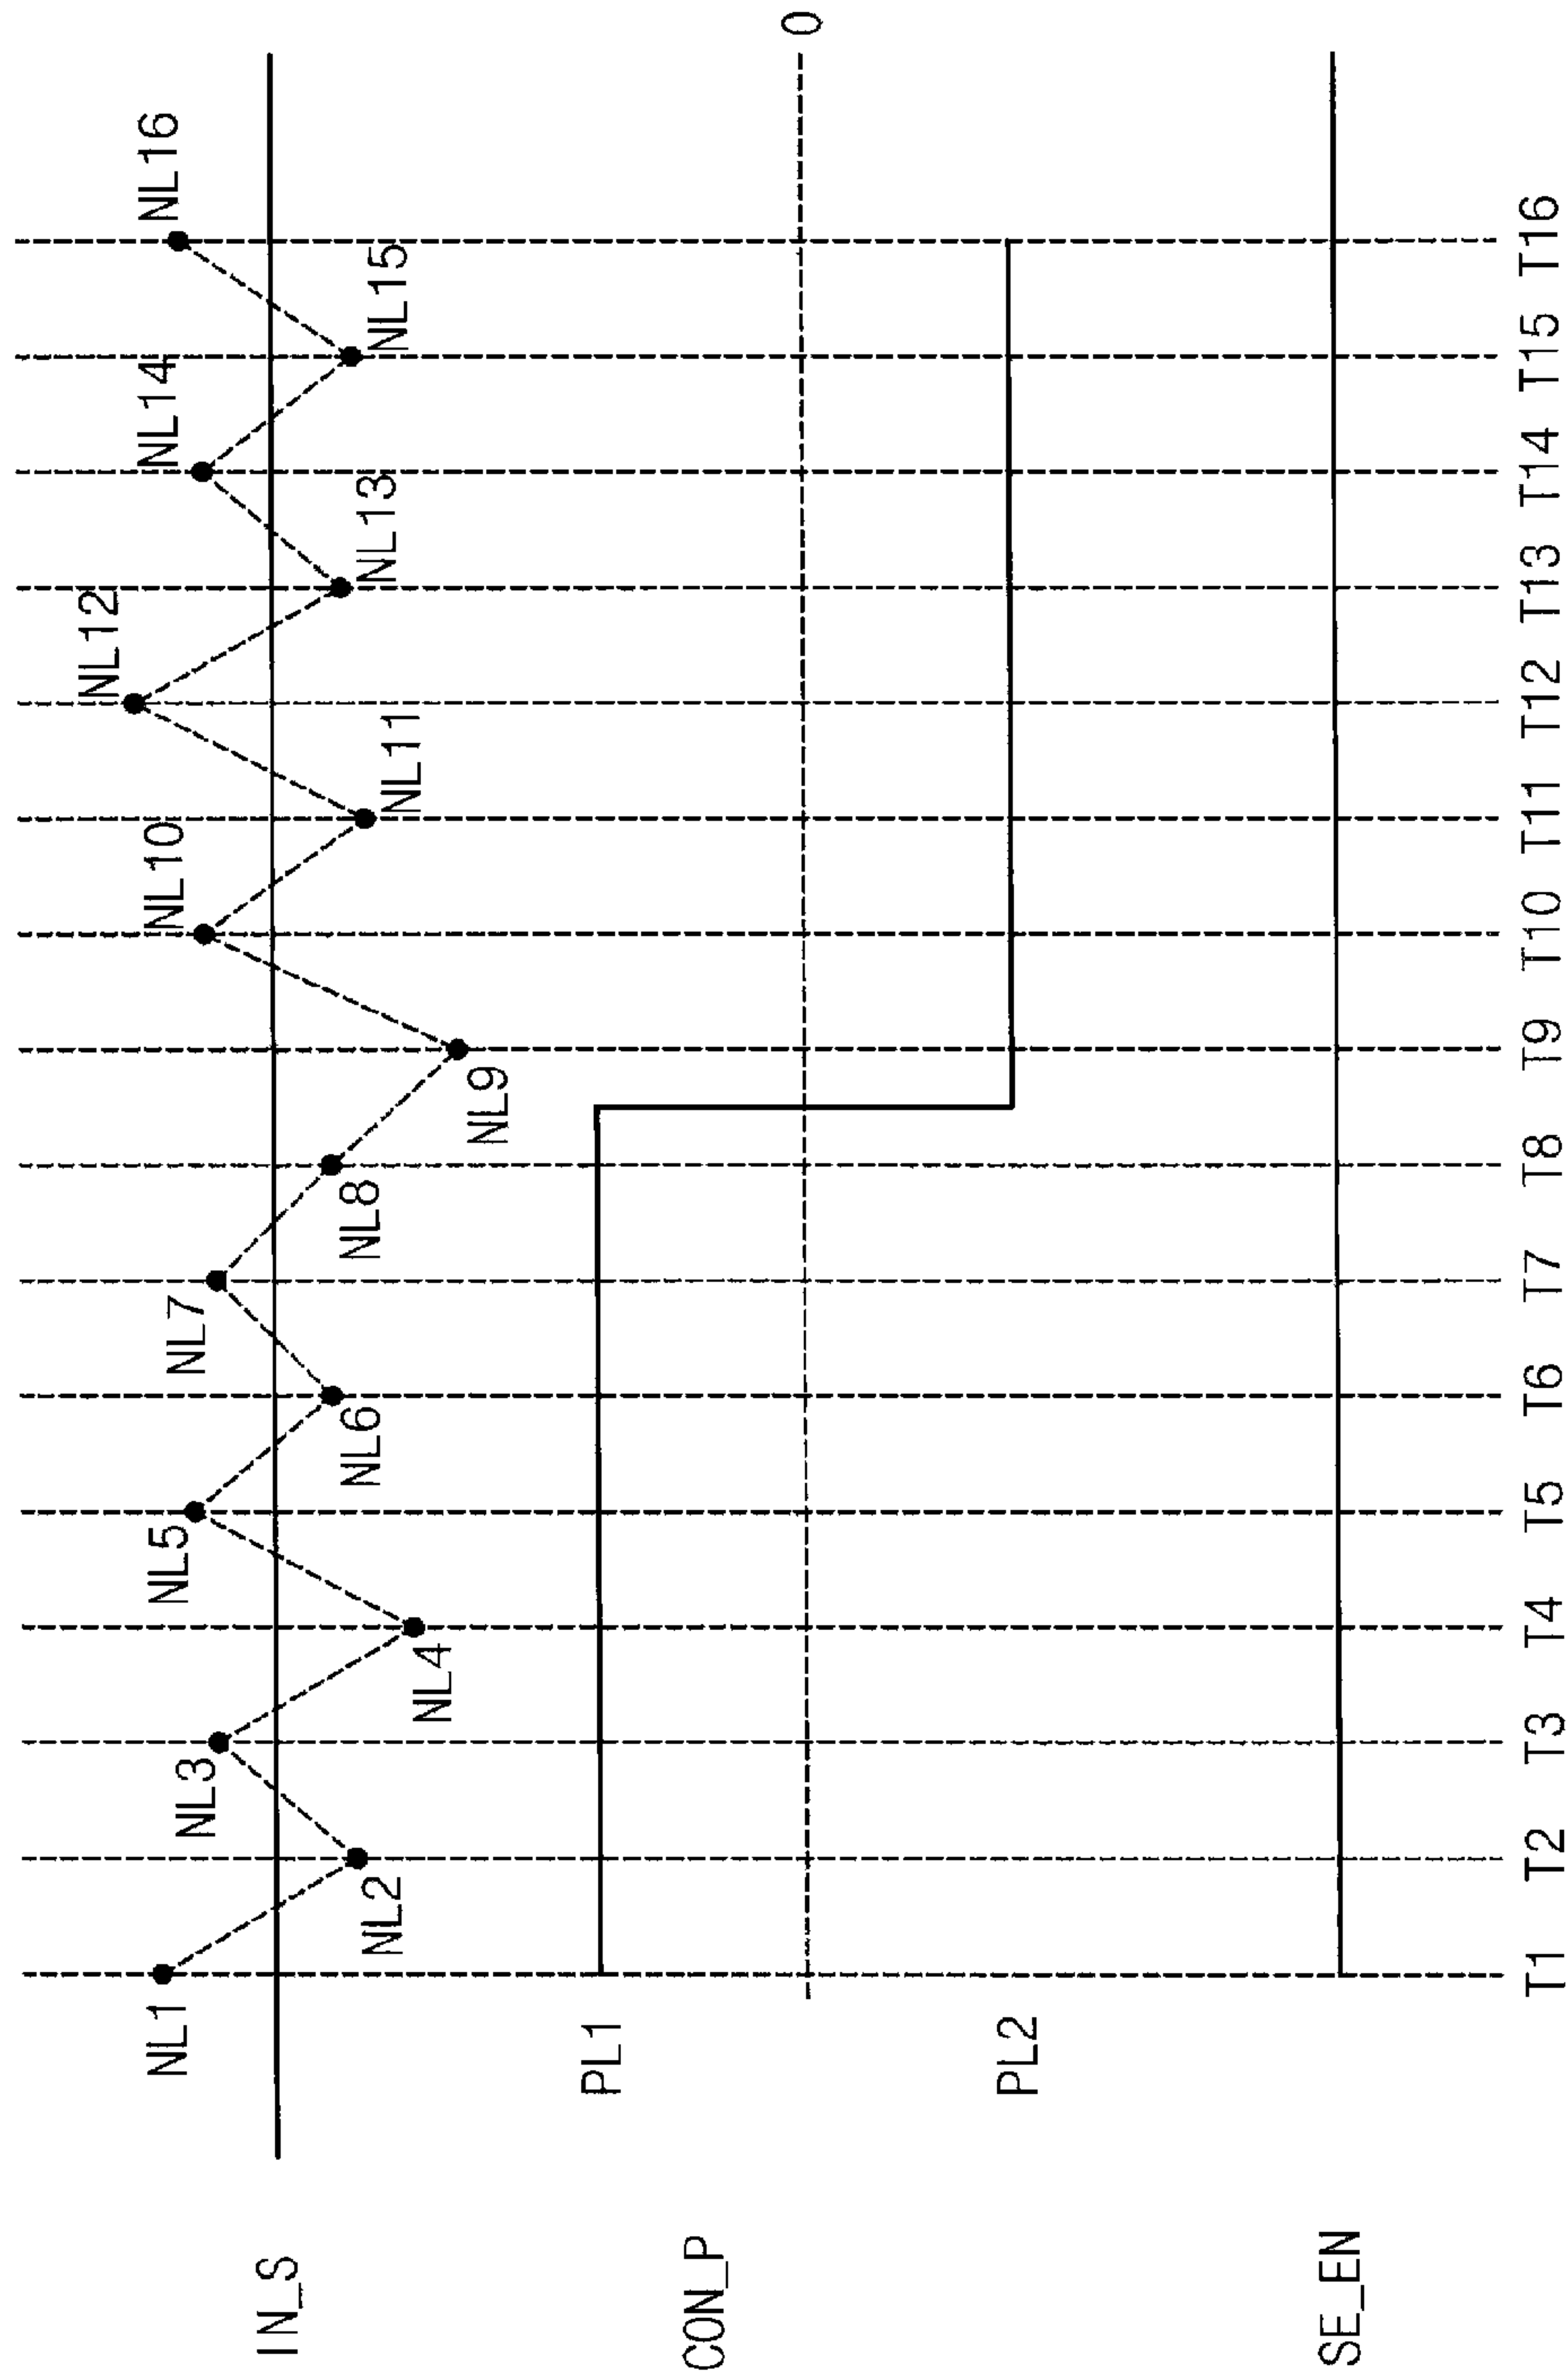 IN_S
NL1
NL2
NL3
NL4
NL5
NL6
NL7
NL8
NL9
NL10
NL11
NL12
NL13
NL14
NL15
NL16
CON_P
PL1
PL2
0
SE_EN
T1 T2 T3 T4 T5 T6 T7 T8 T9 T10 T11 T12 T13 T14 T15 T16